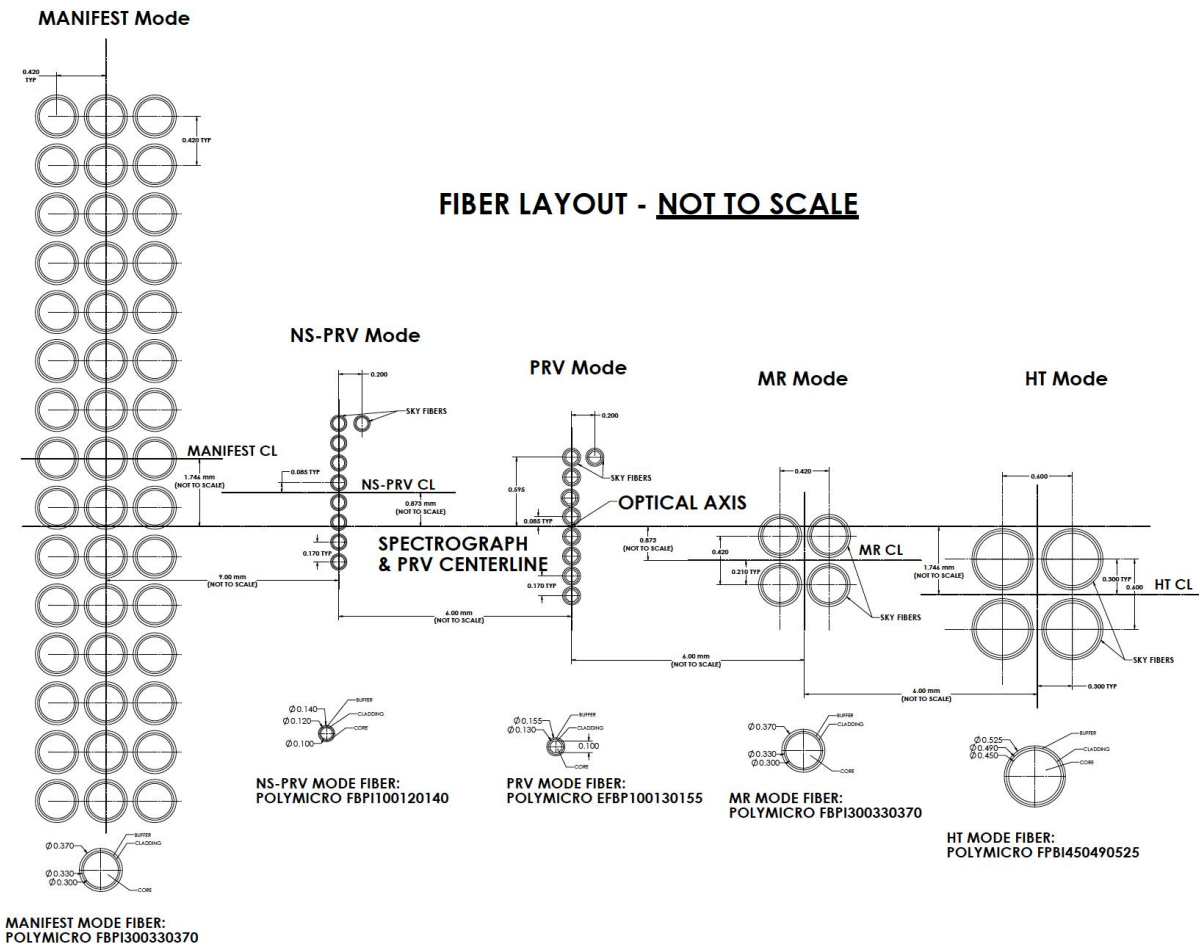 MANIFEST Mode
0.420
TYP
0.420 TYP
FIBER LAYOUT - NOT TO SCALE
NS-PRV Mode
PRV Mode
MR Mode
HT Mode
0.200
SKY FIBERS
0.200
0.420
0.600
MANIFEST CL
1.746 mm
(NOT TO SCALE)
0.085 TYP
NS-PRV CL
0.873 mm
(NOT TO SCALE)
0.595
SKY FIBERS
OPTICAL AXIS
0.085 TYP
SPECTROGRAPH
& PRV CENTERLINE
0.873
(NOT TO SCALE)
0.420
MR CL
0.210 TYP
1.746 mm
(NOT TO SCALE)
0.300 TYP
0.600
HT CL
0.170 TYP
9.00 mm
(NOT TO SCALE)
0.170 TYP
6.00 mm
(NOT TO SCALE)
SKY FIBERS
6.00 mm
(NOT TO SCALE)
SKY FIBERS
6.00 mm
(NOT TO SCALE)
0.300 TYP
Ø0.140
Ø0.120
Ø0.100
BUFFER
CLADDING
CORE
NS-PRV MODE FIBER:
POLYMICRO FBPI100120140
Ø0.155
Ø0.130
0.100
BUFFER
CLADDING
CORE
PRV MODE FIBER:
POLYMICRO EFBP100130155
Ø0.370
Ø0.330
Ø0.300
BUFFER
CLADDING
CORE
MR MODE FIBER:
POLYMICRO FBPI300330370
Ø0.525
Ø0.490
Ø0.450
BUFFER
CLADDING
CORE
HT MODE FIBER:
POLYMICRO FPBI450490525
Ø0.370
Ø0.330
Ø0.300
BUFFER
CLADDING
CORE
MANIFEST MODE FIBER:
POLYMICRO FBPI300330370